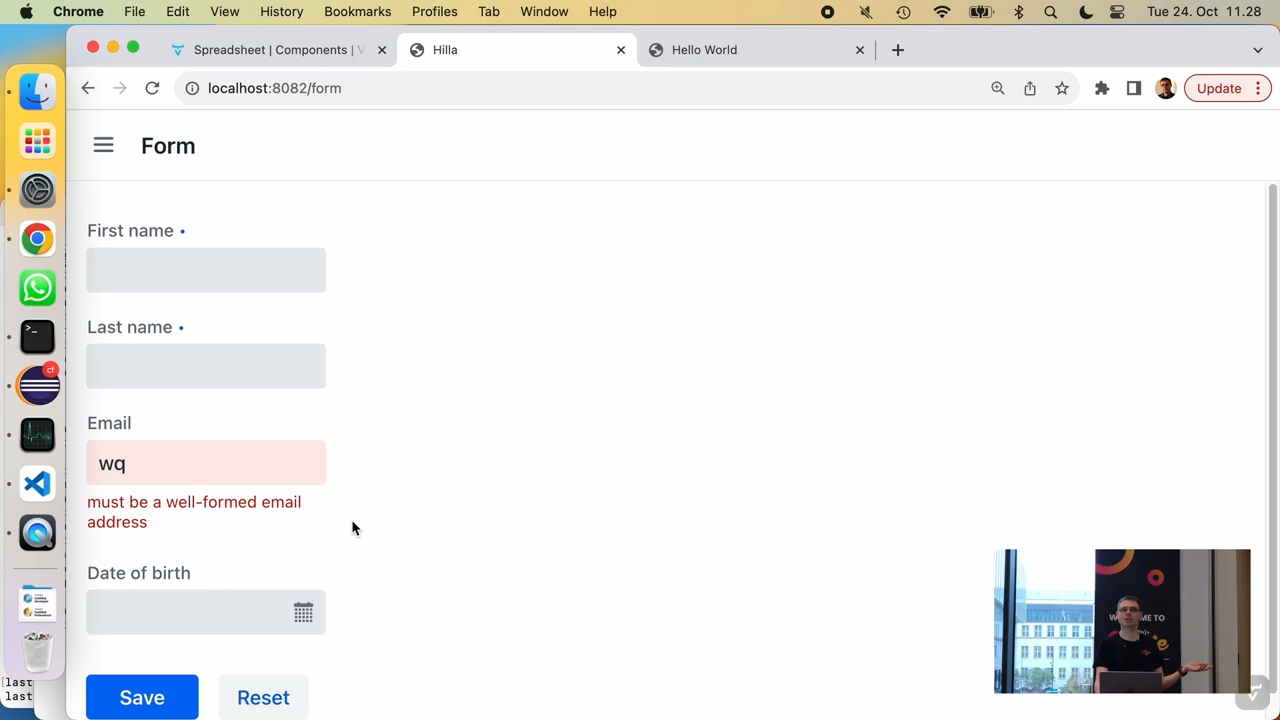 Chrome File Edit View History Bookmarks Profiles Tab Window Help Tue 24. Oct 11.28
Spreadsheet | Components | V
Hilla
Hello World
localhost:8082/form
Update
Form
First name •
Last name •
Email
wq
must be a well-formed email
address
Date of birth
Save
Reset
last
last